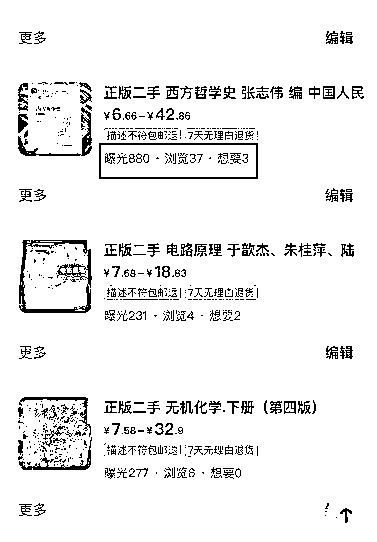 更多 编辑
正版二手 西方哲学史 张志伟 编 中国人民
¥6.66-¥42.86
描述不符包邮退 7天无理由退货
曝光880 · 浏览37 · 想要3
更多 编辑
正版二手 电路原理 于歆杰、朱桂萍、陆
¥7.68-¥18.83
描述不符包邮退 7天无理由退货
曝光231 · 浏览4 · 想要2
更多 编辑
正版二手 无机化学.下册（第四版）
¥7.58-¥32.9
描述不符包邮退 7天无理由退货
曝光277 · 浏览6 · 想要0
更多